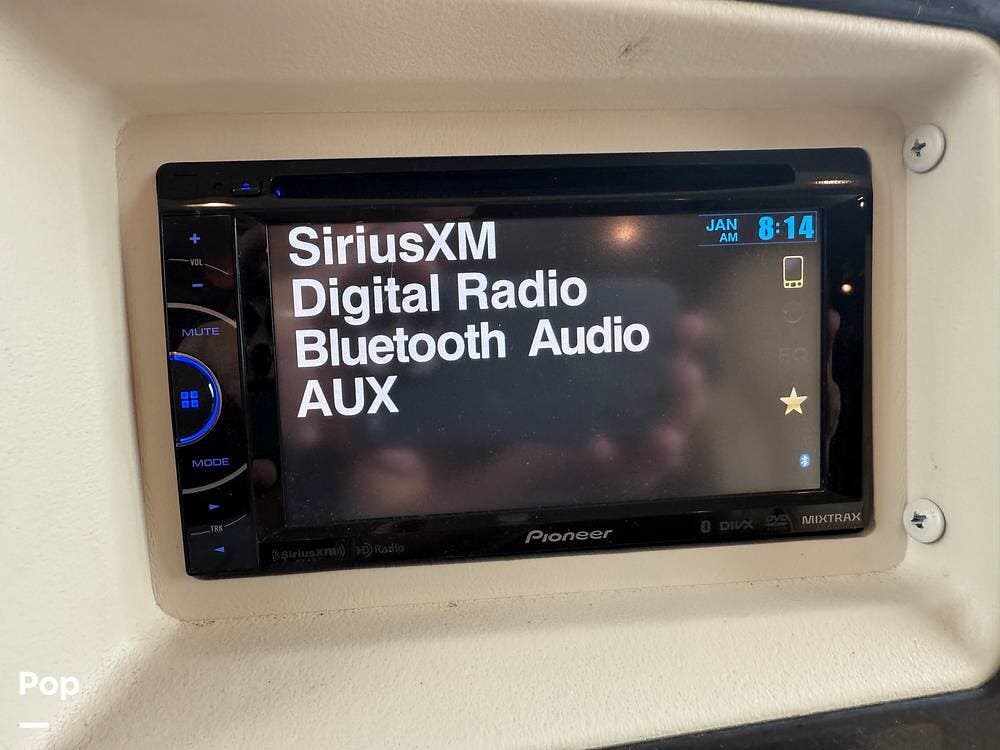 +
VOL
-
MUTE
MODE
TRK
SiriusXM
Digital Radio
Bluetooth Audio
AUX
JAN
AM
8:14
EQ
((SiriusXM))
HD Radio
Pioneer
DIVX
DVD
MIXTRAX
Pop